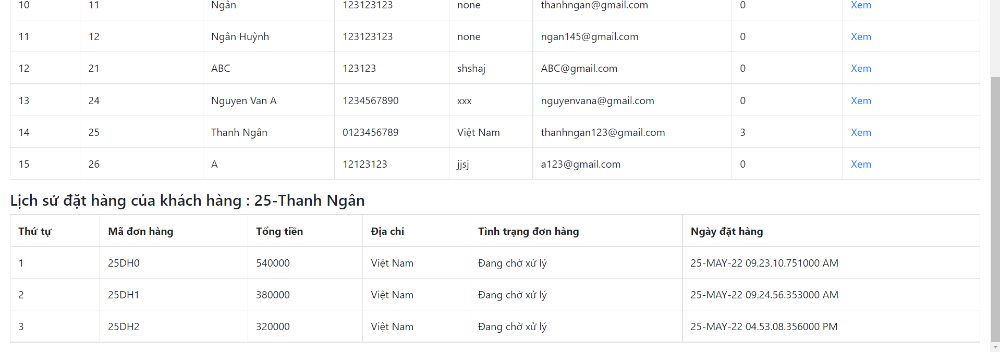 10 11 Ngân 123123123 none thanhngan@gmail.com 0 Xem
11 12 Ngân Huỳnh 123123123 none ngan145@gmail.com 0 Xem
12 21 ABC 123123 shshaj ABC@gmail.com 0 Xem
13 24 Nguyen Van A 1234567890 xxx nguyenvana@gmail.com 0 Xem
14 25 Thanh Ngân 0123456789 Việt Nam thanhngan123@gmail.com 3 Xem
15 26 A 12123123 jjsj a123@gmail.com 0 Xem
Lịch sử đặt hàng của khách hàng : 25-Thanh Ngân
Thứ tự Mã đơn hàng Tổng tiền Địa chỉ Tình trạng đơn hàng Ngày đặt hàng
1 25DH0 540000 Việt Nam Đang chờ xử lý 25-MAY-22 09.23.10.751000 AM
2 25DH1 380000 Việt Nam Đang chờ xử lý 25-MAY-22 09.24.56.353000 AM
3 25DH2 320000 Việt Nam Đang chờ xử lý 25-MAY-22 04.53.08.356000 PM